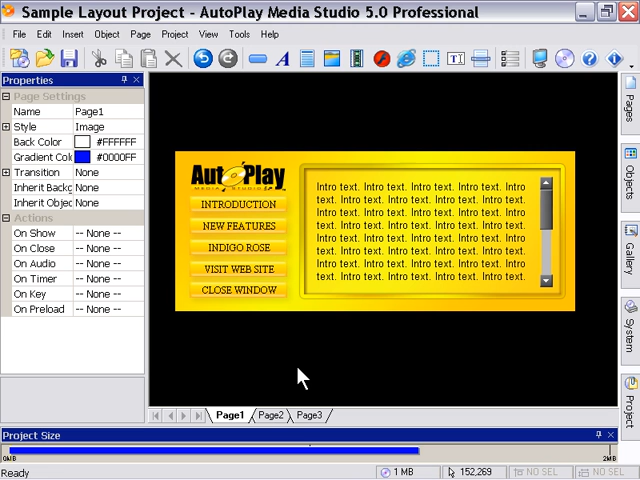 Sample Layout Project - AutoPlay Media Studio 5.0 Professional
File Edit Insert Object Page Project View Tools Help
Properties
Page Settings
Name Page1
Style Image
Back Color #FFFFFF
Gradient Col #0000FF
Transition None
Inherit Backg None
Inherit Objec None
Actions
On Show -- None --
On Close -- None --
On Audio -- None --
On Timer -- None --
On Key -- None --
On Preload -- None --
AutoPlay
MEDIA STUDIO
INTRODUCTION
NEW FEATURES
INDIGO ROSE
VISIT WEB SITE
CLOSE WINDOW
Intro text. Intro text. Intro text. Intro text. Intro
text. Intro text. Intro text. Intro text. Intro text.
Intro text. Intro text. Intro text. Intro text. Intro
text. Intro text. Intro text. Intro text. Intro text.
Intro text. Intro text. Intro text. Intro text. Intro
text. Intro text. Intro text. Intro text. Intro text.
Intro text. Intro text. Intro text. Intro text. Intro
text. Intro text. Intro text. Intro text. Intro text.
Pages
Objects
Gallery
System
Project
Page1 Page2 Page3
Project Size
0MB 2MB
Ready 1 MB 152,269 NO SEL NO SEL